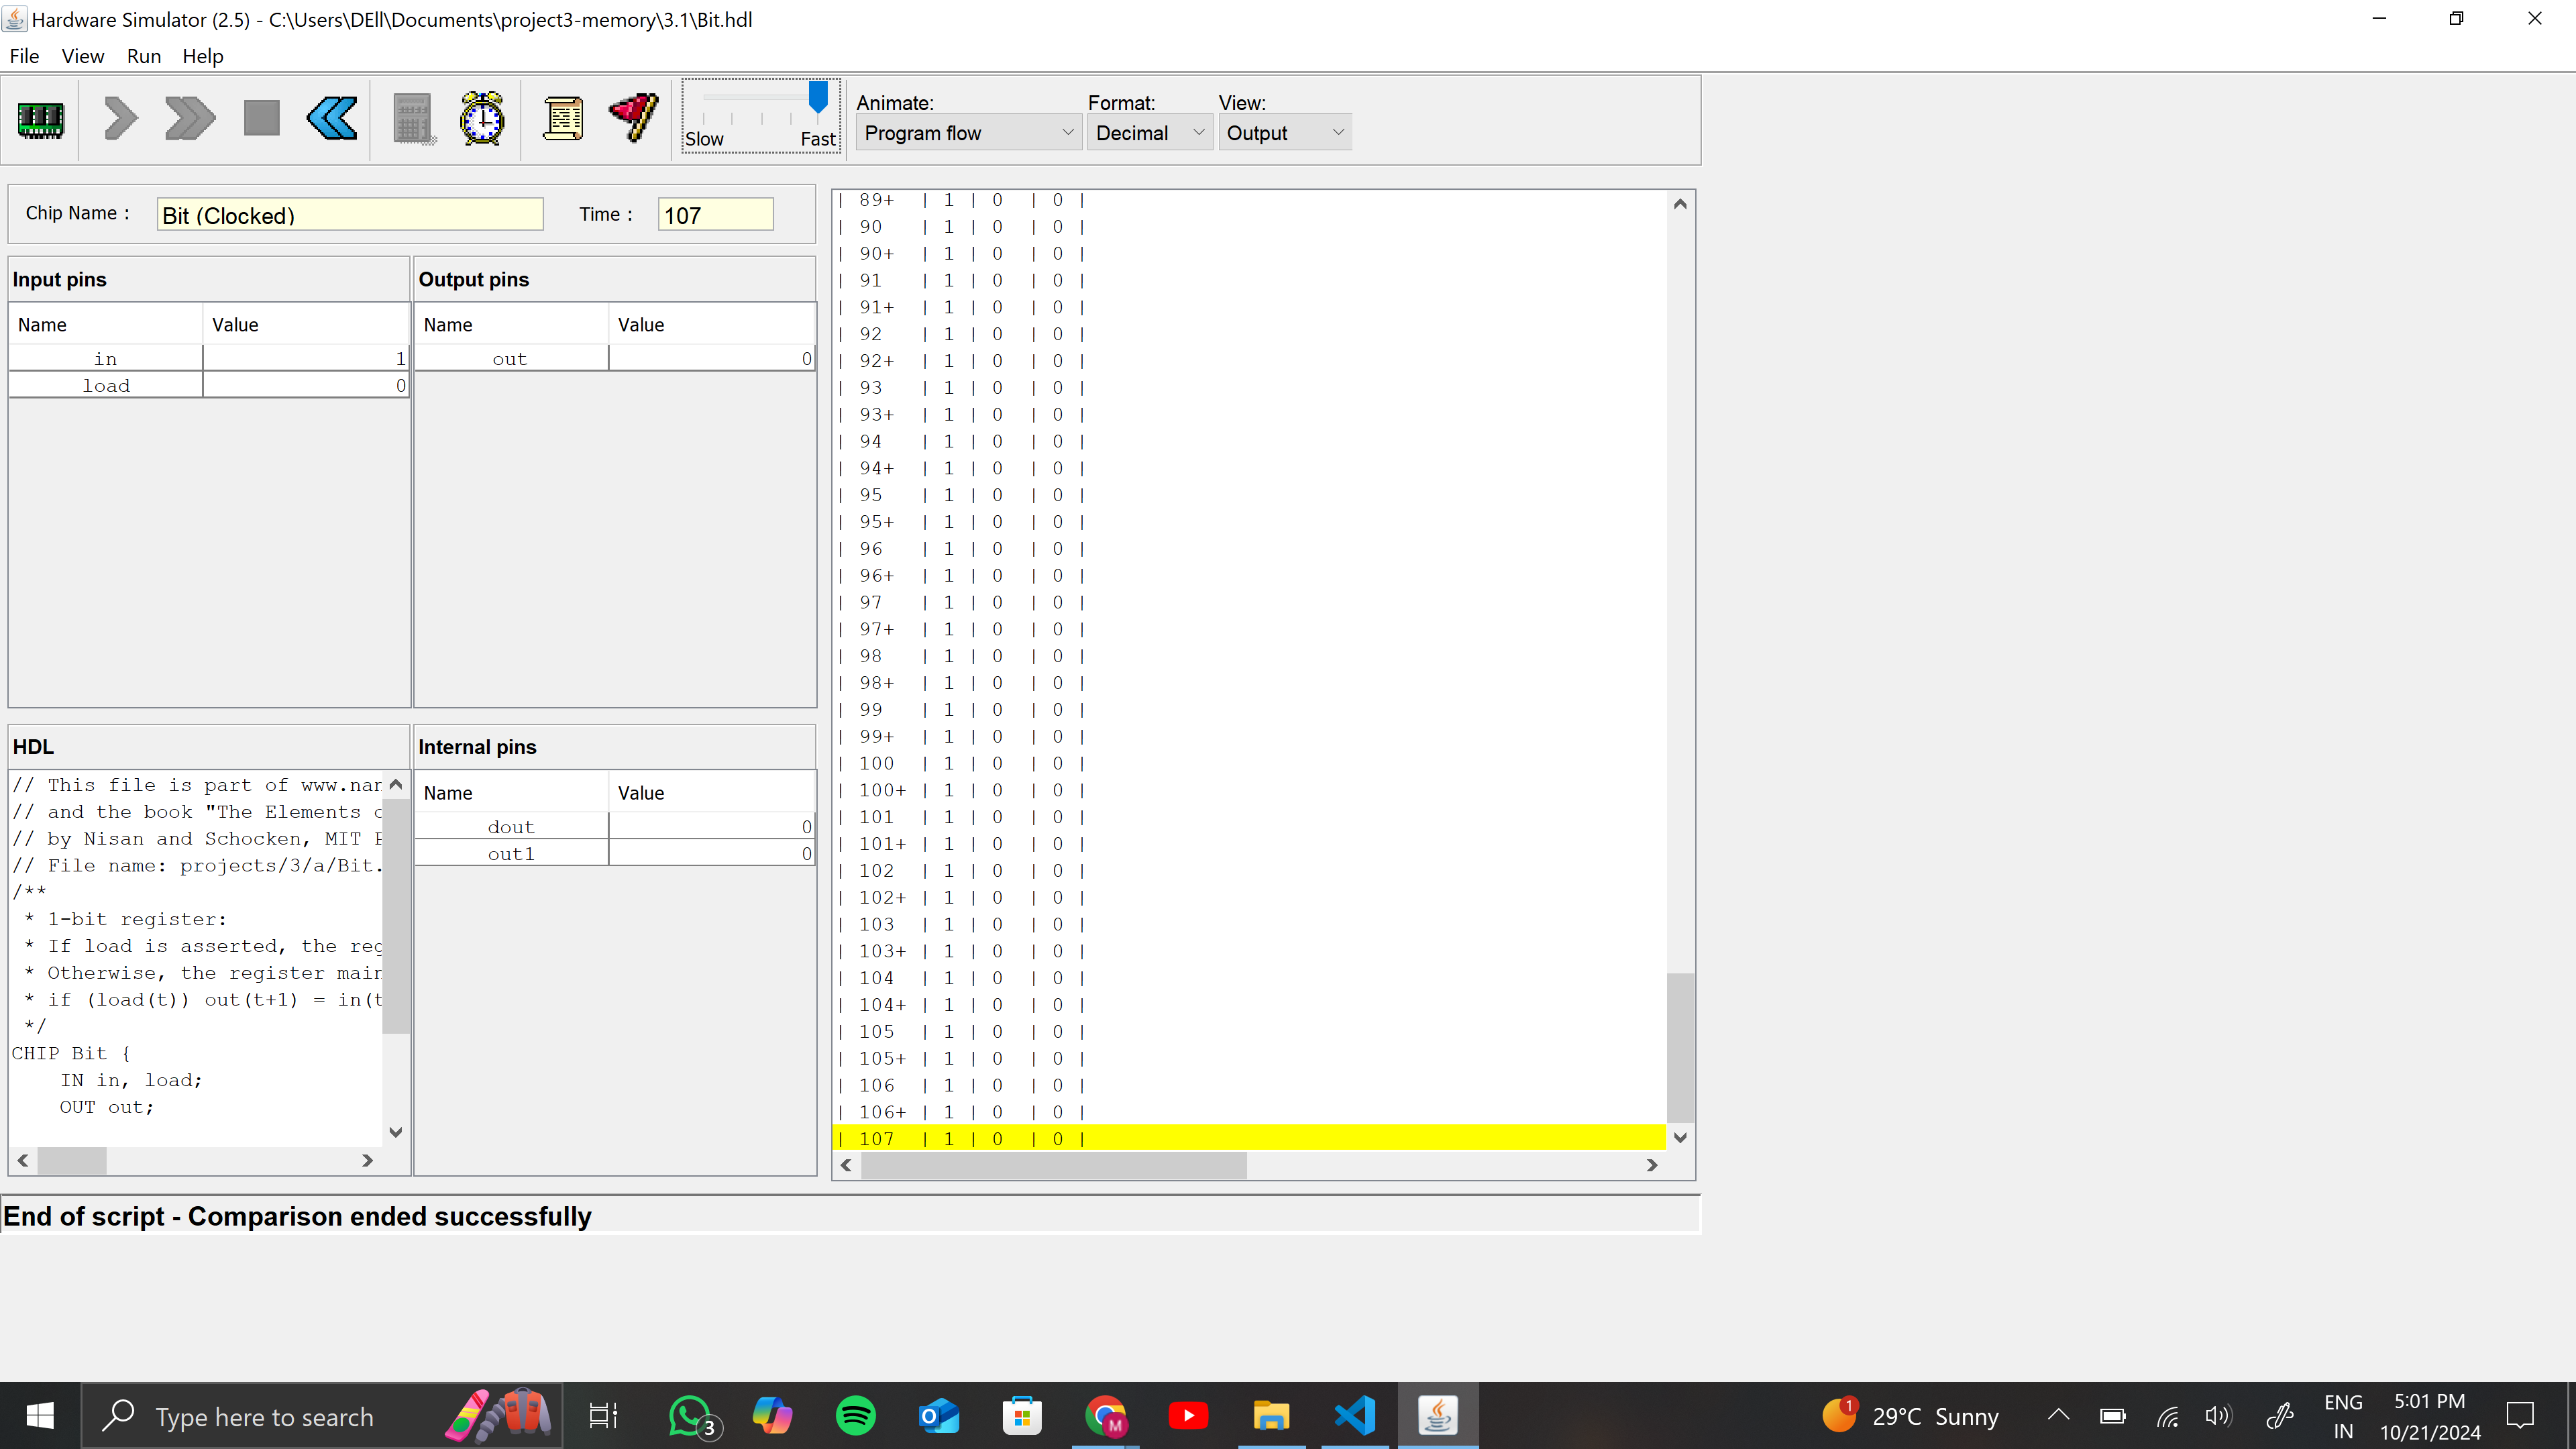 Hardware Simulator (2.5) - C:\Users\DEll\Documents\project3-memory\3.1\Bit.hdl
File View Run Help
Slow Fast
Animate: Format: View:
Program flow Decimal Output
Chip Name : Bit (Clocked) Time : 107
Input pins
Name Value
in 1
load 0
Output pins
Name Value
out 0
HDL
// This file is part of www.nan
// and the book "The Elements o
// by Nisan and Schocken, MIT P
// File name: projects/3/a/Bit.
/**
* 1-bit register:
* If load is asserted, the reg
* Otherwise, the register main
* if (load(t)) out(t+1) = in(t
*/
CHIP Bit {
IN in, load;
OUT out;
Internal pins
Name Value
dout 0
out1 0
| 89+ | 1 | 0 | 0 |
| 90 | 1 | 0 | 0 |
| 90+ | 1 | 0 | 0 |
| 91 | 1 | 0 | 0 |
| 91+ | 1 | 0 | 0 |
| 92 | 1 | 0 | 0 |
| 92+ | 1 | 0 | 0 |
| 93 | 1 | 0 | 0 |
| 93+ | 1 | 0 | 0 |
| 94 | 1 | 0 | 0 |
| 94+ | 1 | 0 | 0 |
| 95 | 1 | 0 | 0 |
| 95+ | 1 | 0 | 0 |
| 96 | 1 | 0 | 0 |
| 96+ | 1 | 0 | 0 |
| 97 | 1 | 0 | 0 |
| 97+ | 1 | 0 | 0 |
| 98 | 1 | 0 | 0 |
| 98+ | 1 | 0 | 0 |
| 99 | 1 | 0 | 0 |
| 99+ | 1 | 0 | 0 |
| 100 | 1 | 0 | 0 |
| 100+ | 1 | 0 | 0 |
| 101 | 1 | 0 | 0 |
| 101+ | 1 | 0 | 0 |
| 102 | 1 | 0 | 0 |
| 102+ | 1 | 0 | 0 |
| 103 | 1 | 0 | 0 |
| 103+ | 1 | 0 | 0 |
| 104 | 1 | 0 | 0 |
| 104+ | 1 | 0 | 0 |
| 105 | 1 | 0 | 0 |
| 105+ | 1 | 0 | 0 |
| 106 | 1 | 0 | 0 |
| 106+ | 1 | 0 | 0 |
| 107 | 1 | 0 | 0 |
End of script - Comparison ended successfully
Type here to search
3
M
1
29°C Sunny
ENG
IN
5:01 PM
10/21/2024